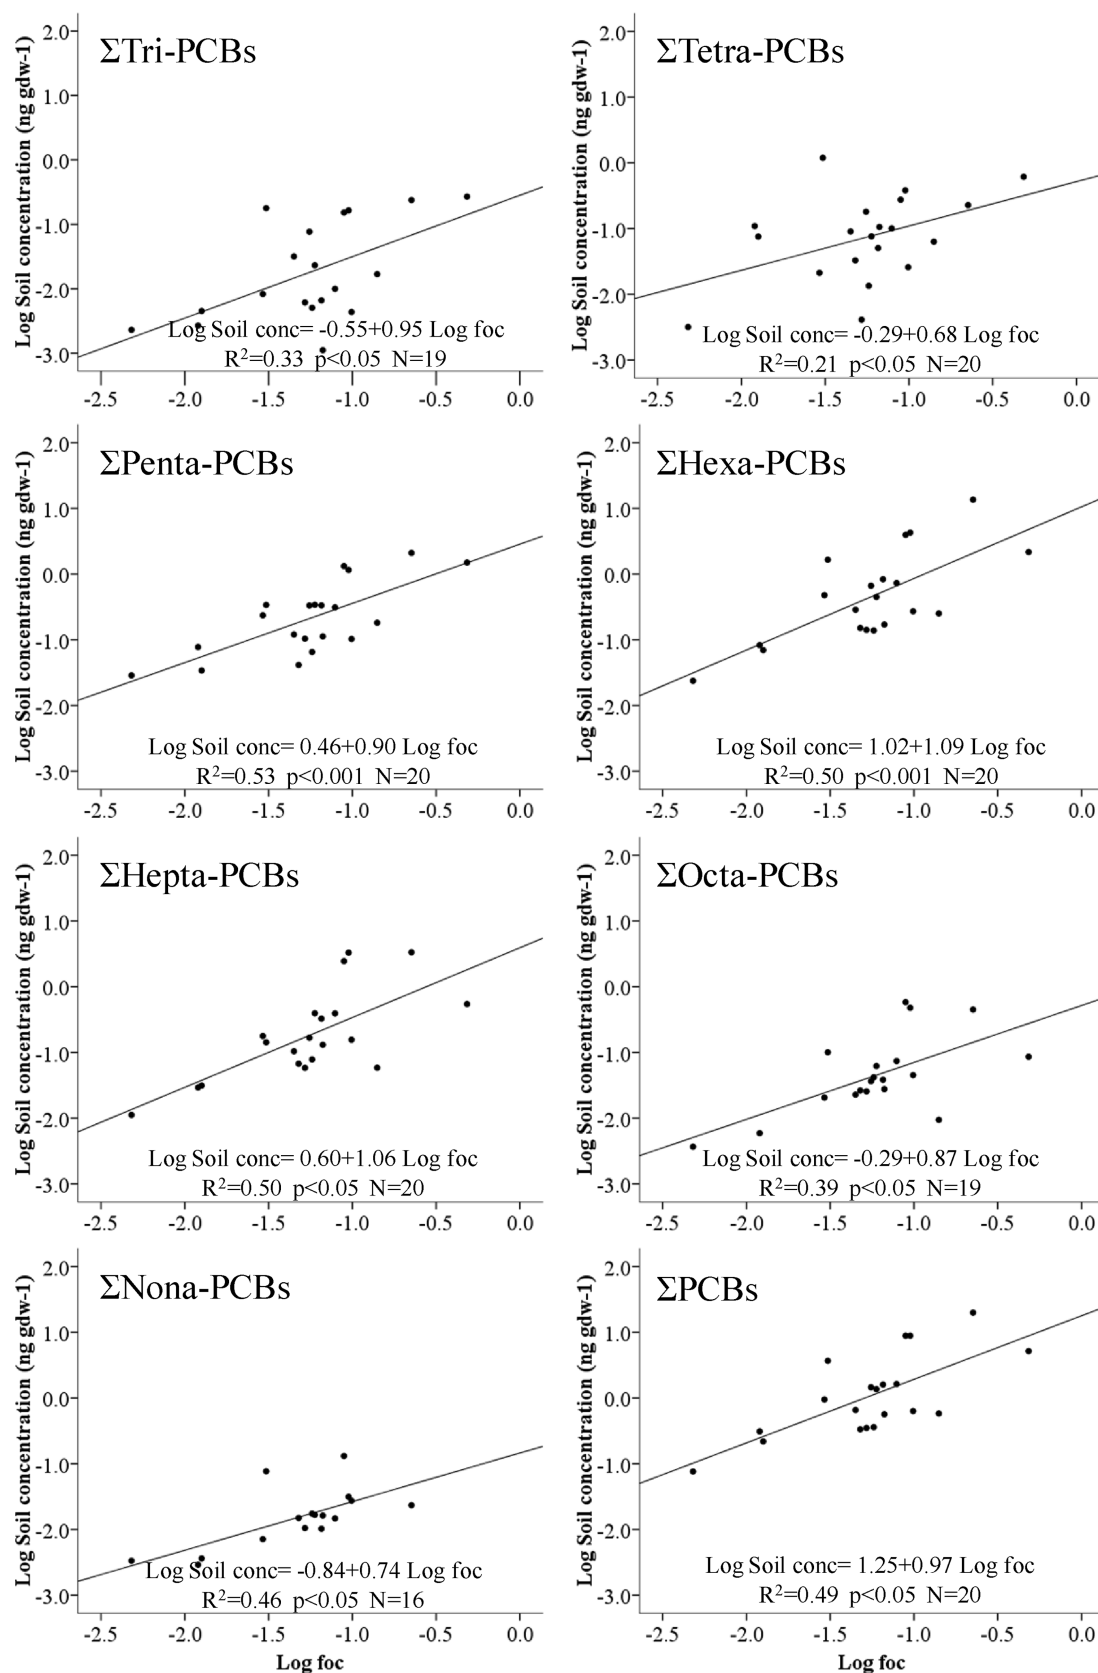 ΣTri-PCBs
Log Soil concentration (ng gdw-1)
2.0
1.0
0.0
-1.0
-2.0
-3.0
Log Soil conc= -0.55+0.95 Log foc
R²=0.33 p<0.05 N=19
-2.5 -2.0 -1.5 -1.0 -0.5 0.0
ΣTetra-PCBs
Log Soil concentration (ng gdw-1)
2.0
1.0
0.0
-1.0
-2.0
-3.0
Log Soil conc= -0.29+0.68 Log foc
R²=0.21 p<0.05 N=20
-2.5 -2.0 -1.5 -1.0 -0.5 0.0
ΣPenta-PCBs
Log Soil concentration (ng gdw-1)
2.0
1.0
0.0
-1.0
-2.0
-3.0
Log Soil conc= 0.46+0.90 Log foc
R²=0.53 p<0.001 N=20
-2.5 -2.0 -1.5 -1.0 -0.5 0.0
ΣHexa-PCBs
Log Soil concentration (ng gdw-1)
2.0
1.0
0.0
-1.0
-2.0
-3.0
Log Soil conc= 1.02+1.09 Log foc
R²=0.50 p<0.001 N=20
-2.5 -2.0 -1.5 -1.0 -0.5 0.0
ΣHepta-PCBs
Log Soil concentration (ng gdw-1)
2.0
1.0
0.0
-1.0
-2.0
-3.0
Log Soil conc= 0.60+1.06 Log foc
R²=0.50 p<0.05 N=20
-2.5 -2.0 -1.5 -1.0 -0.5 0.0
ΣOcta-PCBs
Log Soil concentration (ng gdw-1)
2.0
1.0
0.0
-1.0
-2.0
-3.0
Log Soil conc= -0.29+0.87 Log foc
R²=0.39 p<0.05 N=19
-2.5 -2.0 -1.5 -1.0 -0.5 0.0
ΣNona-PCBs
Log Soil concentration (ng gdw-1)
2.0
1.0
0.0
-1.0
-2.0
-3.0
Log Soil conc= -0.84+0.74 Log foc
R²=0.46 p<0.05 N=16
-2.5 -2.0 -1.5 -1.0 -0.5 0.0
Log foc
ΣPCBs
Log Soil concentration (ng gdw-1)
2.0
1.0
0.0
-1.0
-2.0
-3.0
Log Soil conc= 1.25+0.97 Log foc
R²=0.49 p<0.05 N=20
-2.5 -2.0 -1.5 -1.0 -0.5 0.0
Log foc